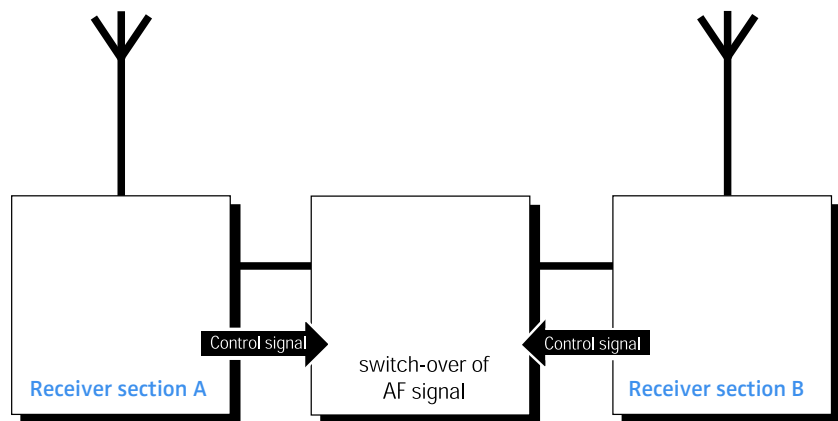 Control signal
Control signal
switch-over of
AF signal
Receiver section A
Receiver section B